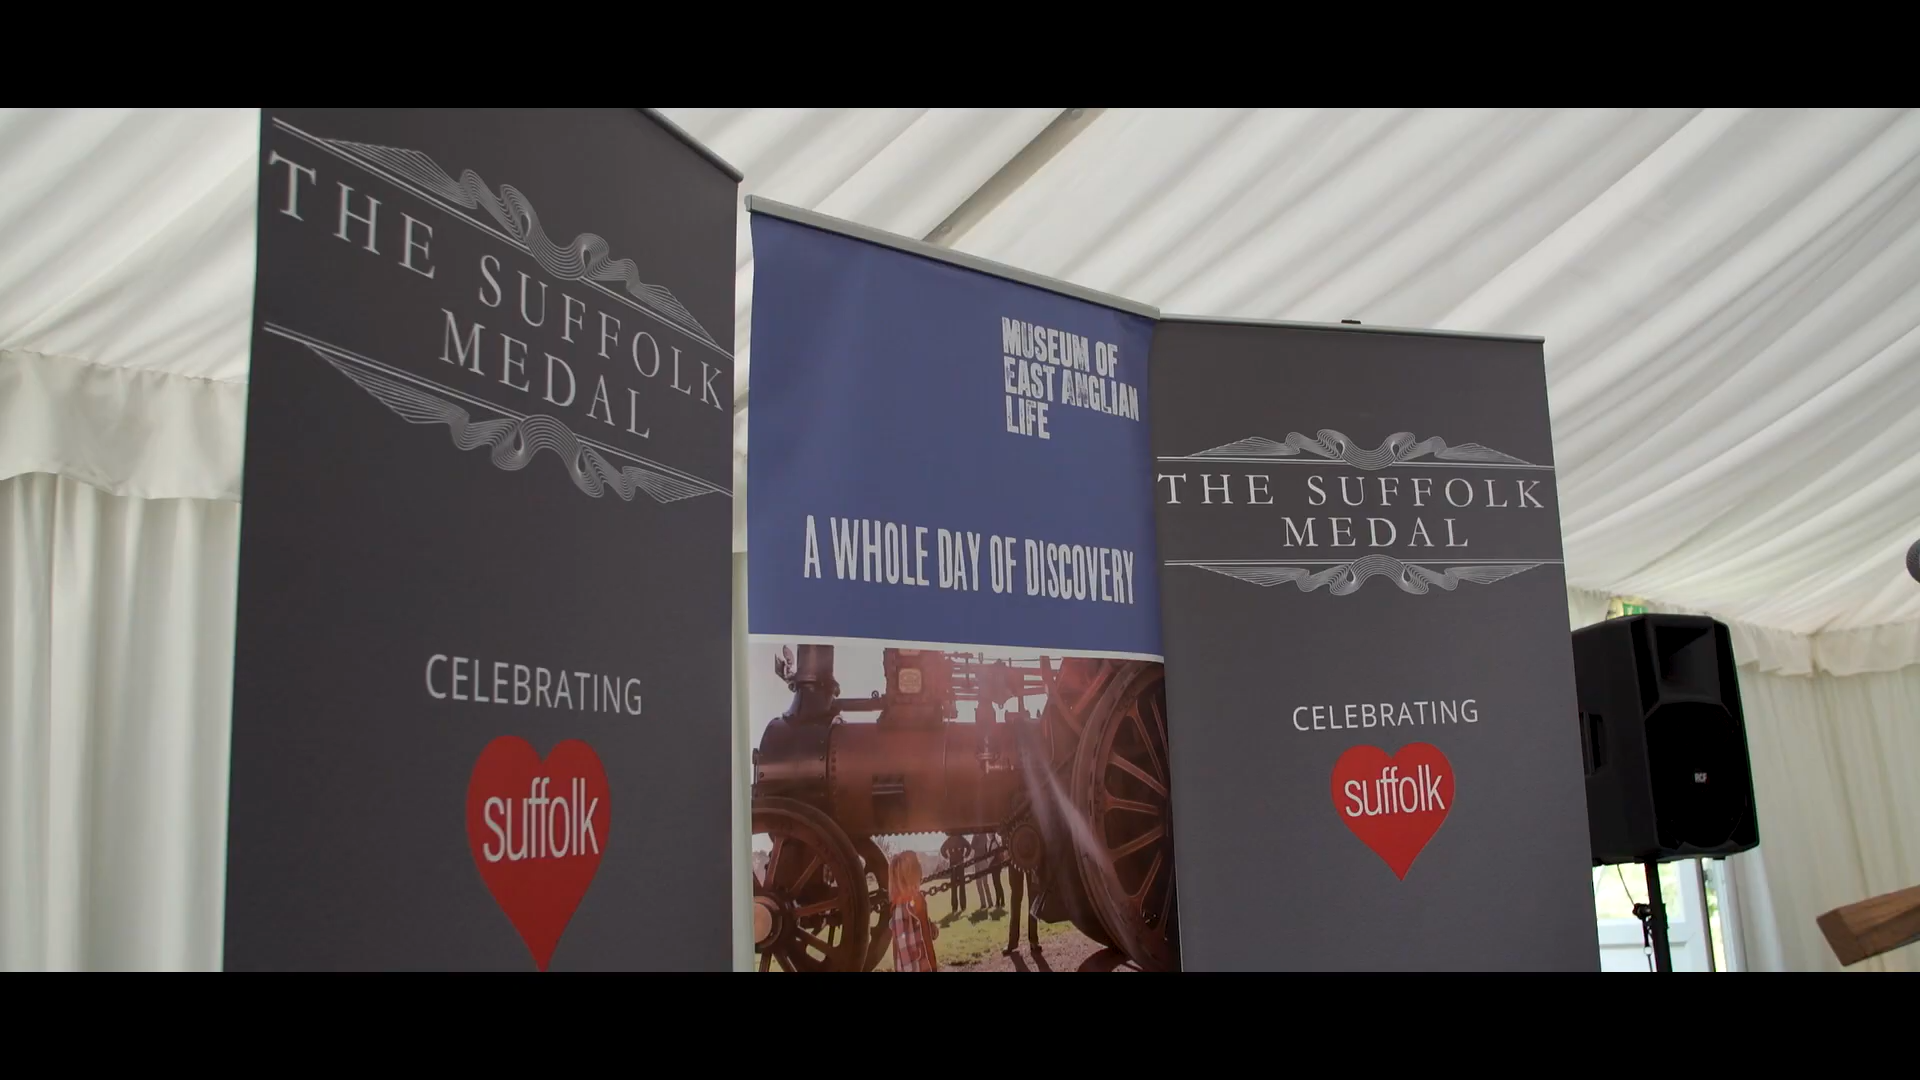 THE SUFFOLK
MEDAL
CELEBRATING
suffolk
MUSEUM OF
EAST ANGLIAN
LIFE
A WHOLE DAY OF DISCOVERY
THE SUFFOLK
MEDAL
CELEBRATING
suffolk
RCF